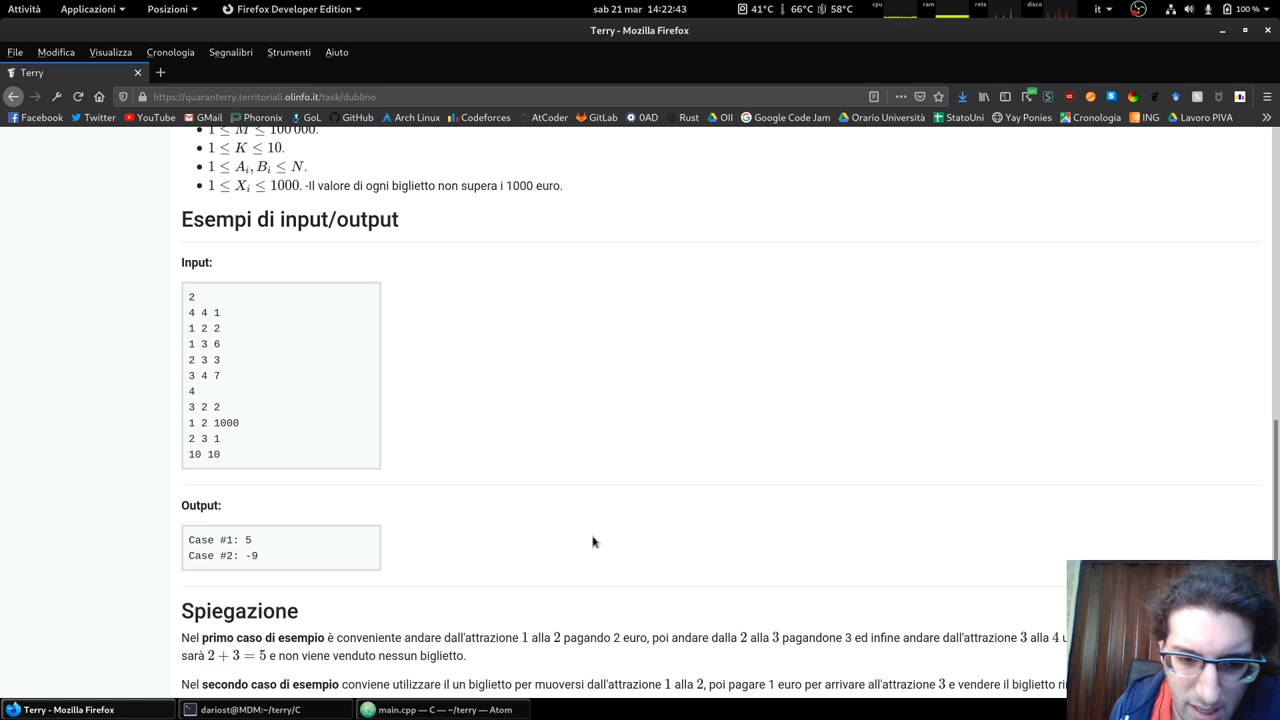 Attività Applicazioni Posizioni Firefox Developer Edition sab 21 mar 14:22:43 41°C 66°C 58°C cpu ram rete disco it 100 %
Terry - Mozilla Firefox
File Modifica Visualizza Cronologia Segnalibri Strumenti Aiuto
Terry
https://quaranterry.territoriali.olinfo.it/task/dublino
Facebook Twitter YouTube GMail Phoronix GoL GitHub Arch Linux Codeforces AtCoder GitLab 0AD Rust OII Google Code Jam Orario Università StatoUni Yay Ponies Cronologia ING Lavoro PIVA
1 ≤ M ≤ 100 000.
1 ≤ K ≤ 10.
1 ≤ Ai, Bi ≤ N.
1 ≤ Xi ≤ 1000. -Il valore di ogni biglietto non supera i 1000 euro.
Esempi di input/output
Input:
2
4 4 1
1 2 2
1 3 6
2 3 3
3 4 7
4
3 2 2
1 2 1000
2 3 1
10 10
Output:
Case #1: 5
Case #2: -9
Spiegazione
Nel primo caso di esempio è conveniente andare dall'attrazione 1 alla 2 pagando 2 euro, poi andare dalla 2 alla 3 pagandone 3 ed infine andare dall'attrazione 3 alla 4
sarà 2 + 3 = 5 e non viene venduto nessun biglietto.
Nel secondo caso di esempio conviene utilizzare il un biglietto per muoversi dall'attrazione 1 alla 2, poi pagare 1 euro per arrivare all'attrazione 3 e vendere il biglietto
Terry - Mozilla Firefox dariost@MDM:~/terry/C main.cpp — C — ~/terry — Atom